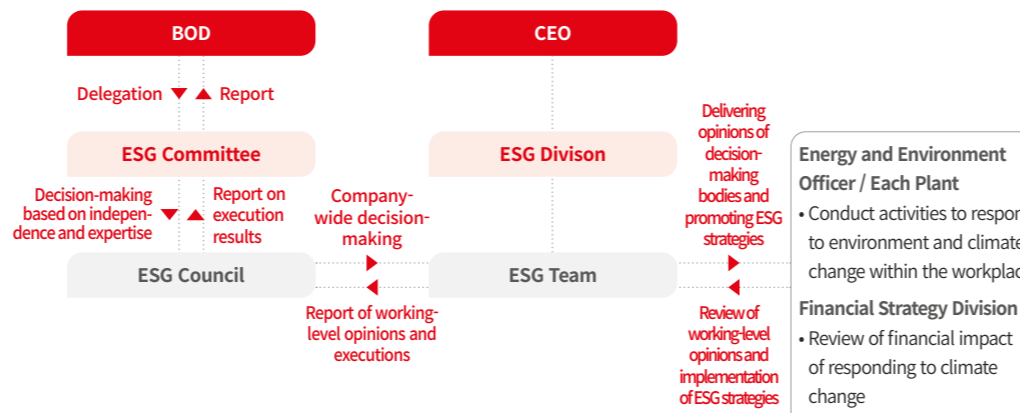 BOD
CEO
Delegation
Report
ESG Committee
ESG Divison
Decision-making
based on indepen-
dence and expertise
Report on
execution
results
Company-
wide decision-
making
Delivering
opinions of
decision-
making
bodies and
promoting ESG
strategies
ESG Council
ESG Team
Report of working-
level opinions and
executions
Review of
working-level
opinions and
implementation
of ESG strategies
Energy and Environment
Officer / Each Plant
• Conduct activities to respon
to environment and climate
change within the workplac
Financial Strategy Division
• Review of financial impact
of responding to climate
change